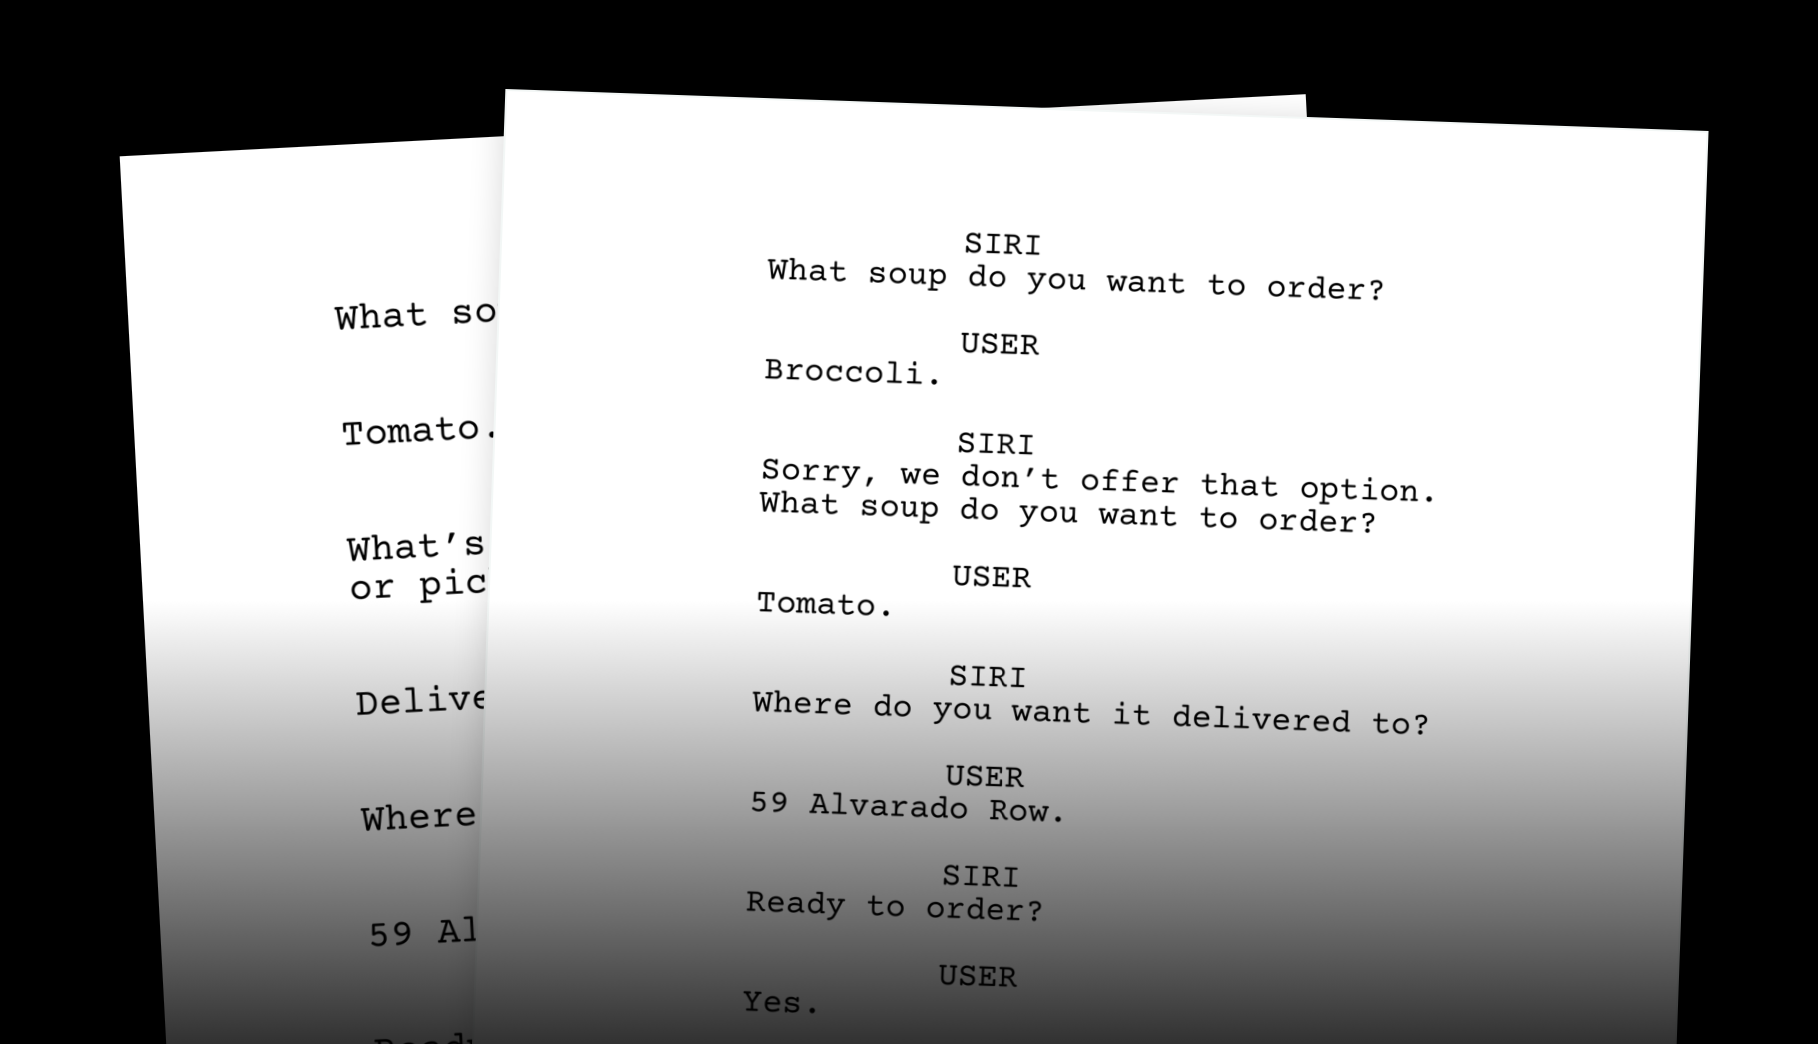 What so
Tomato.
What's
or pic
Delive
Where
59 Al
Ready
SIRI
What soup do you want to order?
USER
Broccoli.
SIRI
Sorry, we don’t offer that option.
What soup do you want to order?
USER
Tomato.
SIRI
Where do you want it delivered to?
USER
59 Alvarado Row.
SIRI
Ready to order?
USER
Yes.